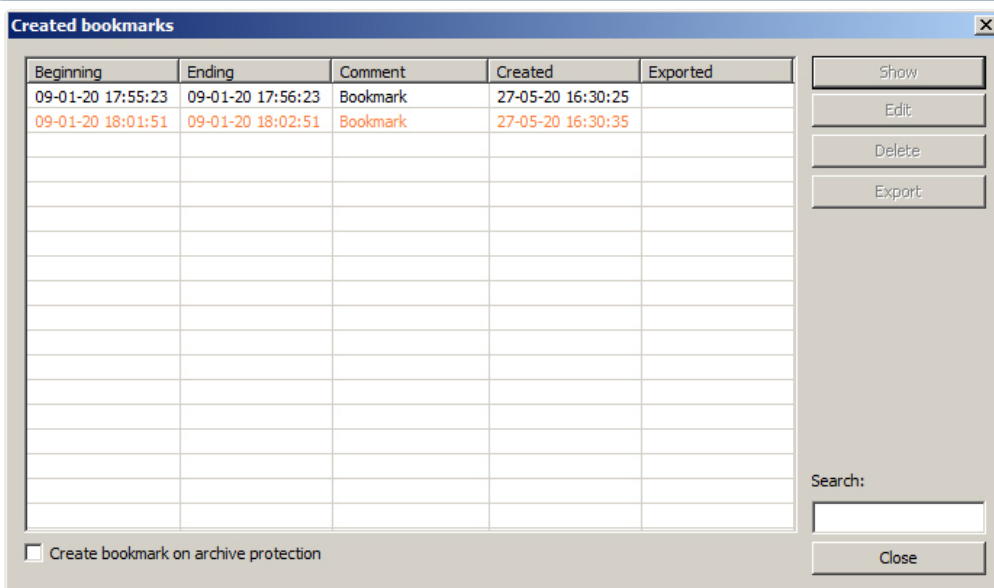 Created bookmarks
Beginning Ending Comment Created Exported
09-01-20 17:55:23 09-01-20 17:56:23 Bookmark 27-05-20 16:30:25
09-01-20 18:01:51 09-01-20 18:02:51 Bookmark 27-05-20 16:30:35
Show
Edit
Delete
Export
Search:
Create bookmark on archive protection
Close